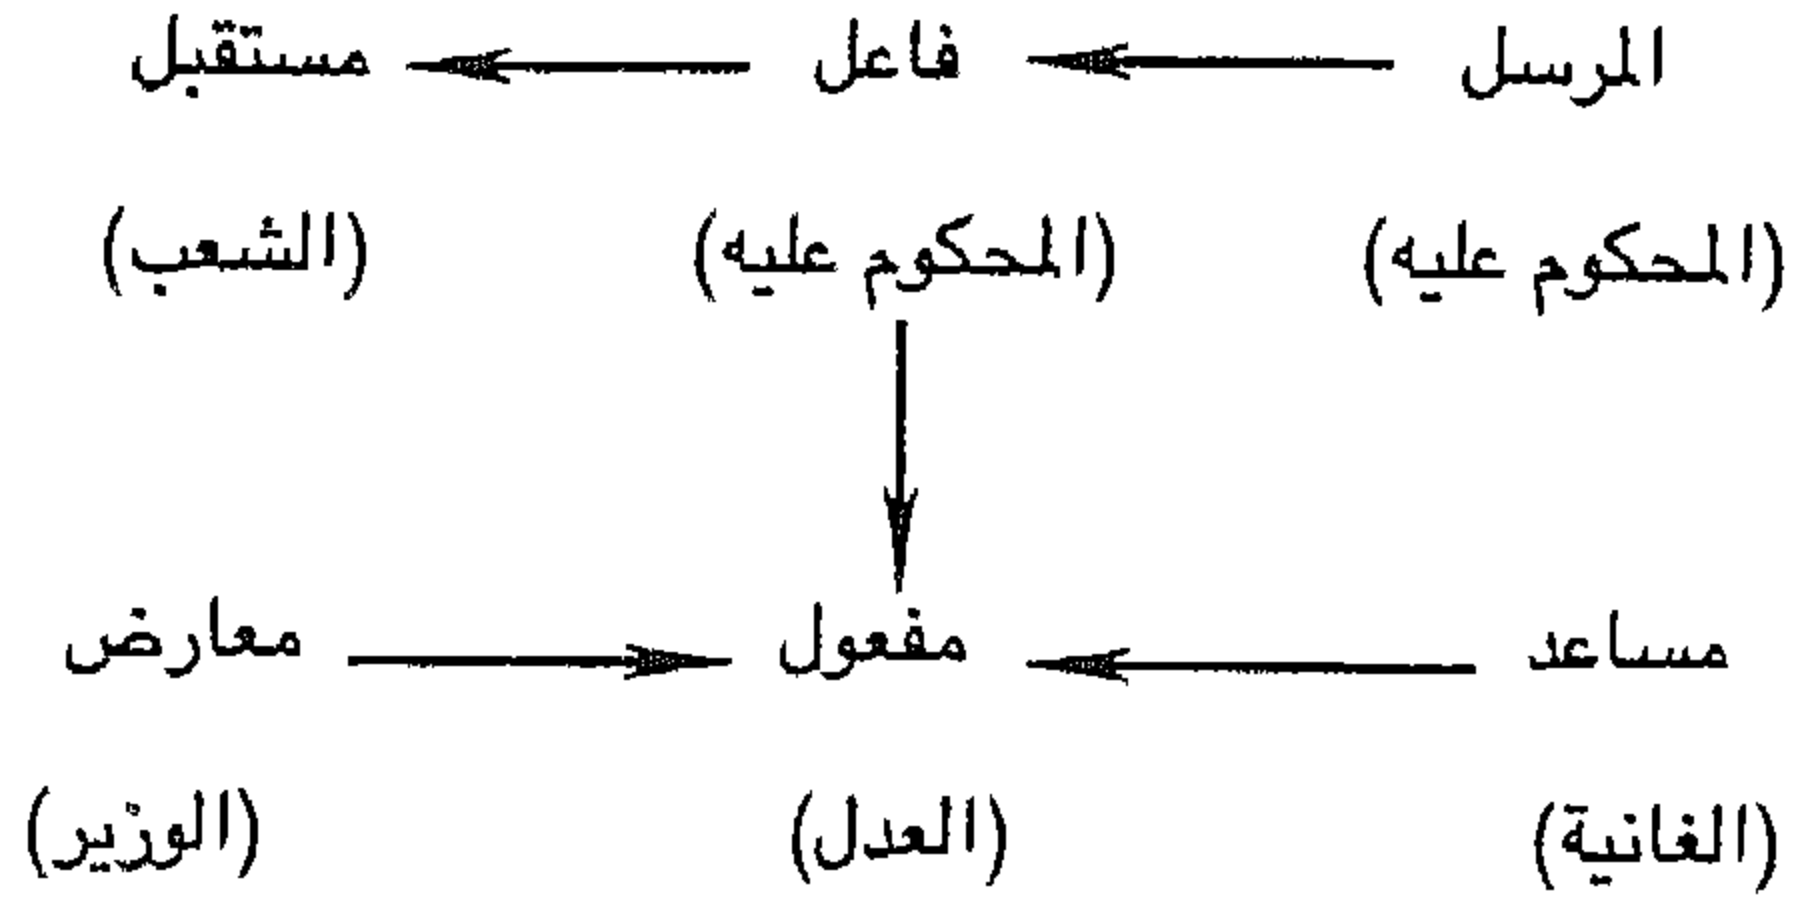 المرسل فاعل مستقبل
(المحكوم عليه) (المحكوم عليه) (الشعب)
مساعد مفعول معارض
(الغانية) (العدل) (الوزير)